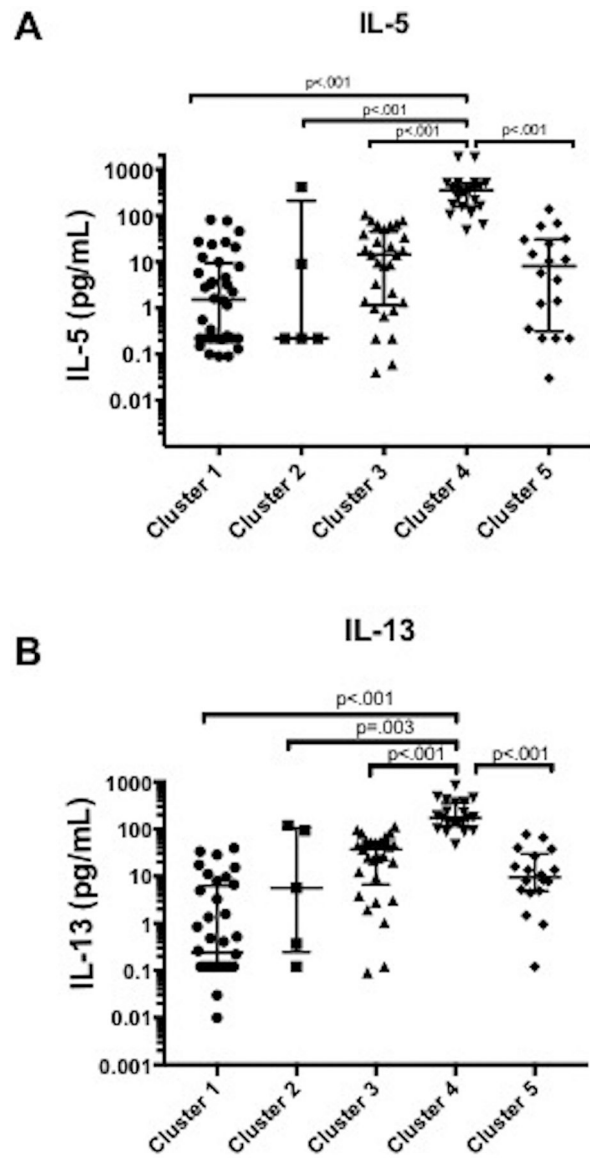 A
IL-5
p<.001
p<.001
p<.001 p<.001
1000
100
10
1
0.1
0.01
IL-5 (pg/mL)
Cluster 1 Cluster 2 Cluster 3 Cluster 4 Cluster 5
B
IL-13
p<.001
p=.003
p<.001 p<.001
1000
100
10
1
0.1
0.01
0.001
IL-13 (pg/mL)
Cluster 1 Cluster 2 Cluster 3 Cluster 4 Cluster 5